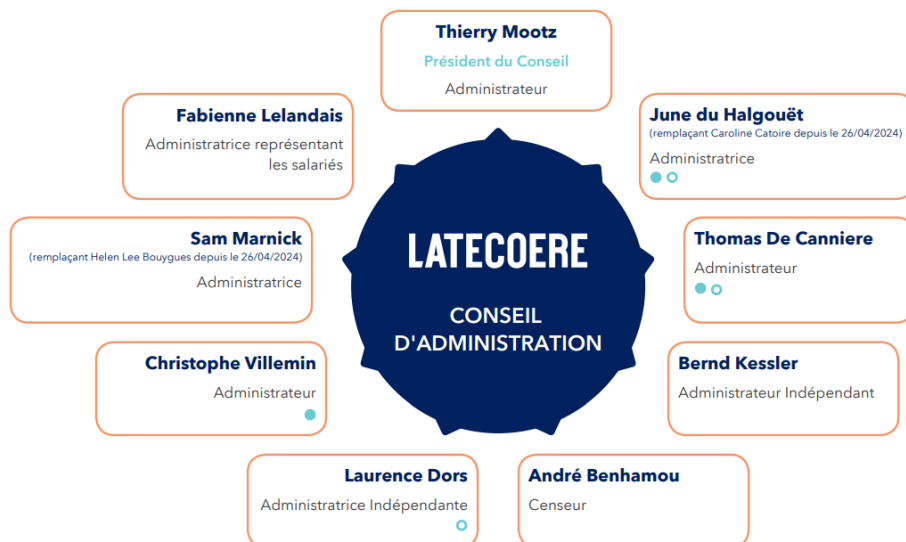 Thierry Mootz
Président du Conseil
Administrateur
Fabienne Lelandais
Administratrice représentant
les salariés
June du Halgouët
(remplaçant Caroline Catoire depuis le 26/04/2024)
Administratrice
Sam Marnick
(remplaçant Helen Lee Bouygues depuis le 26/04/2024)
Administratrice
LATECOERE
CONSEIL
D'ADMINISTRATION
Thomas De Canniere
Administrateur
Christophe Villemin
Administrateur
Bernd Kessler
Administrateur Indépendant
Laurence Dors
Administratrice Indépendante
André Benhamou
Censeur